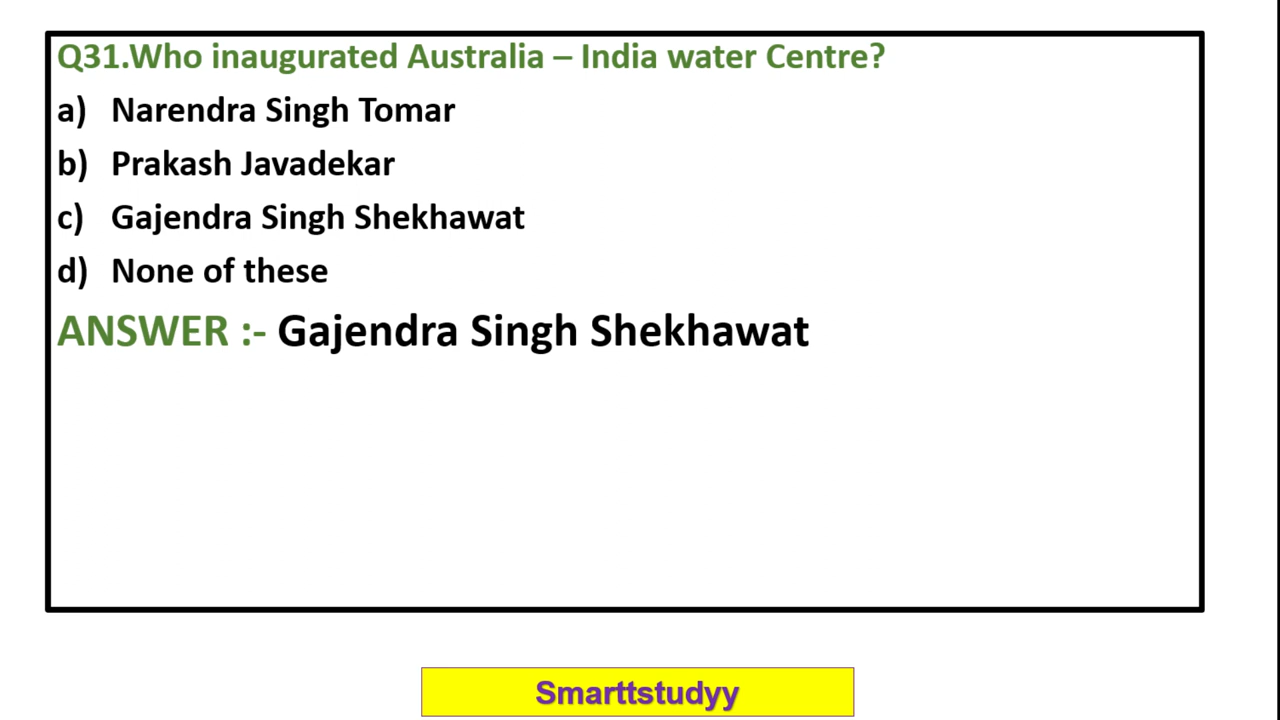 Q31.Who inaugurated Australia – India water Centre?
a) Narendra Singh Tomar
b) Prakash Javadekar
c) Gajendra Singh Shekhawat
d) None of these
ANSWER :- Gajendra Singh Shekhawat
Smarttstudyy